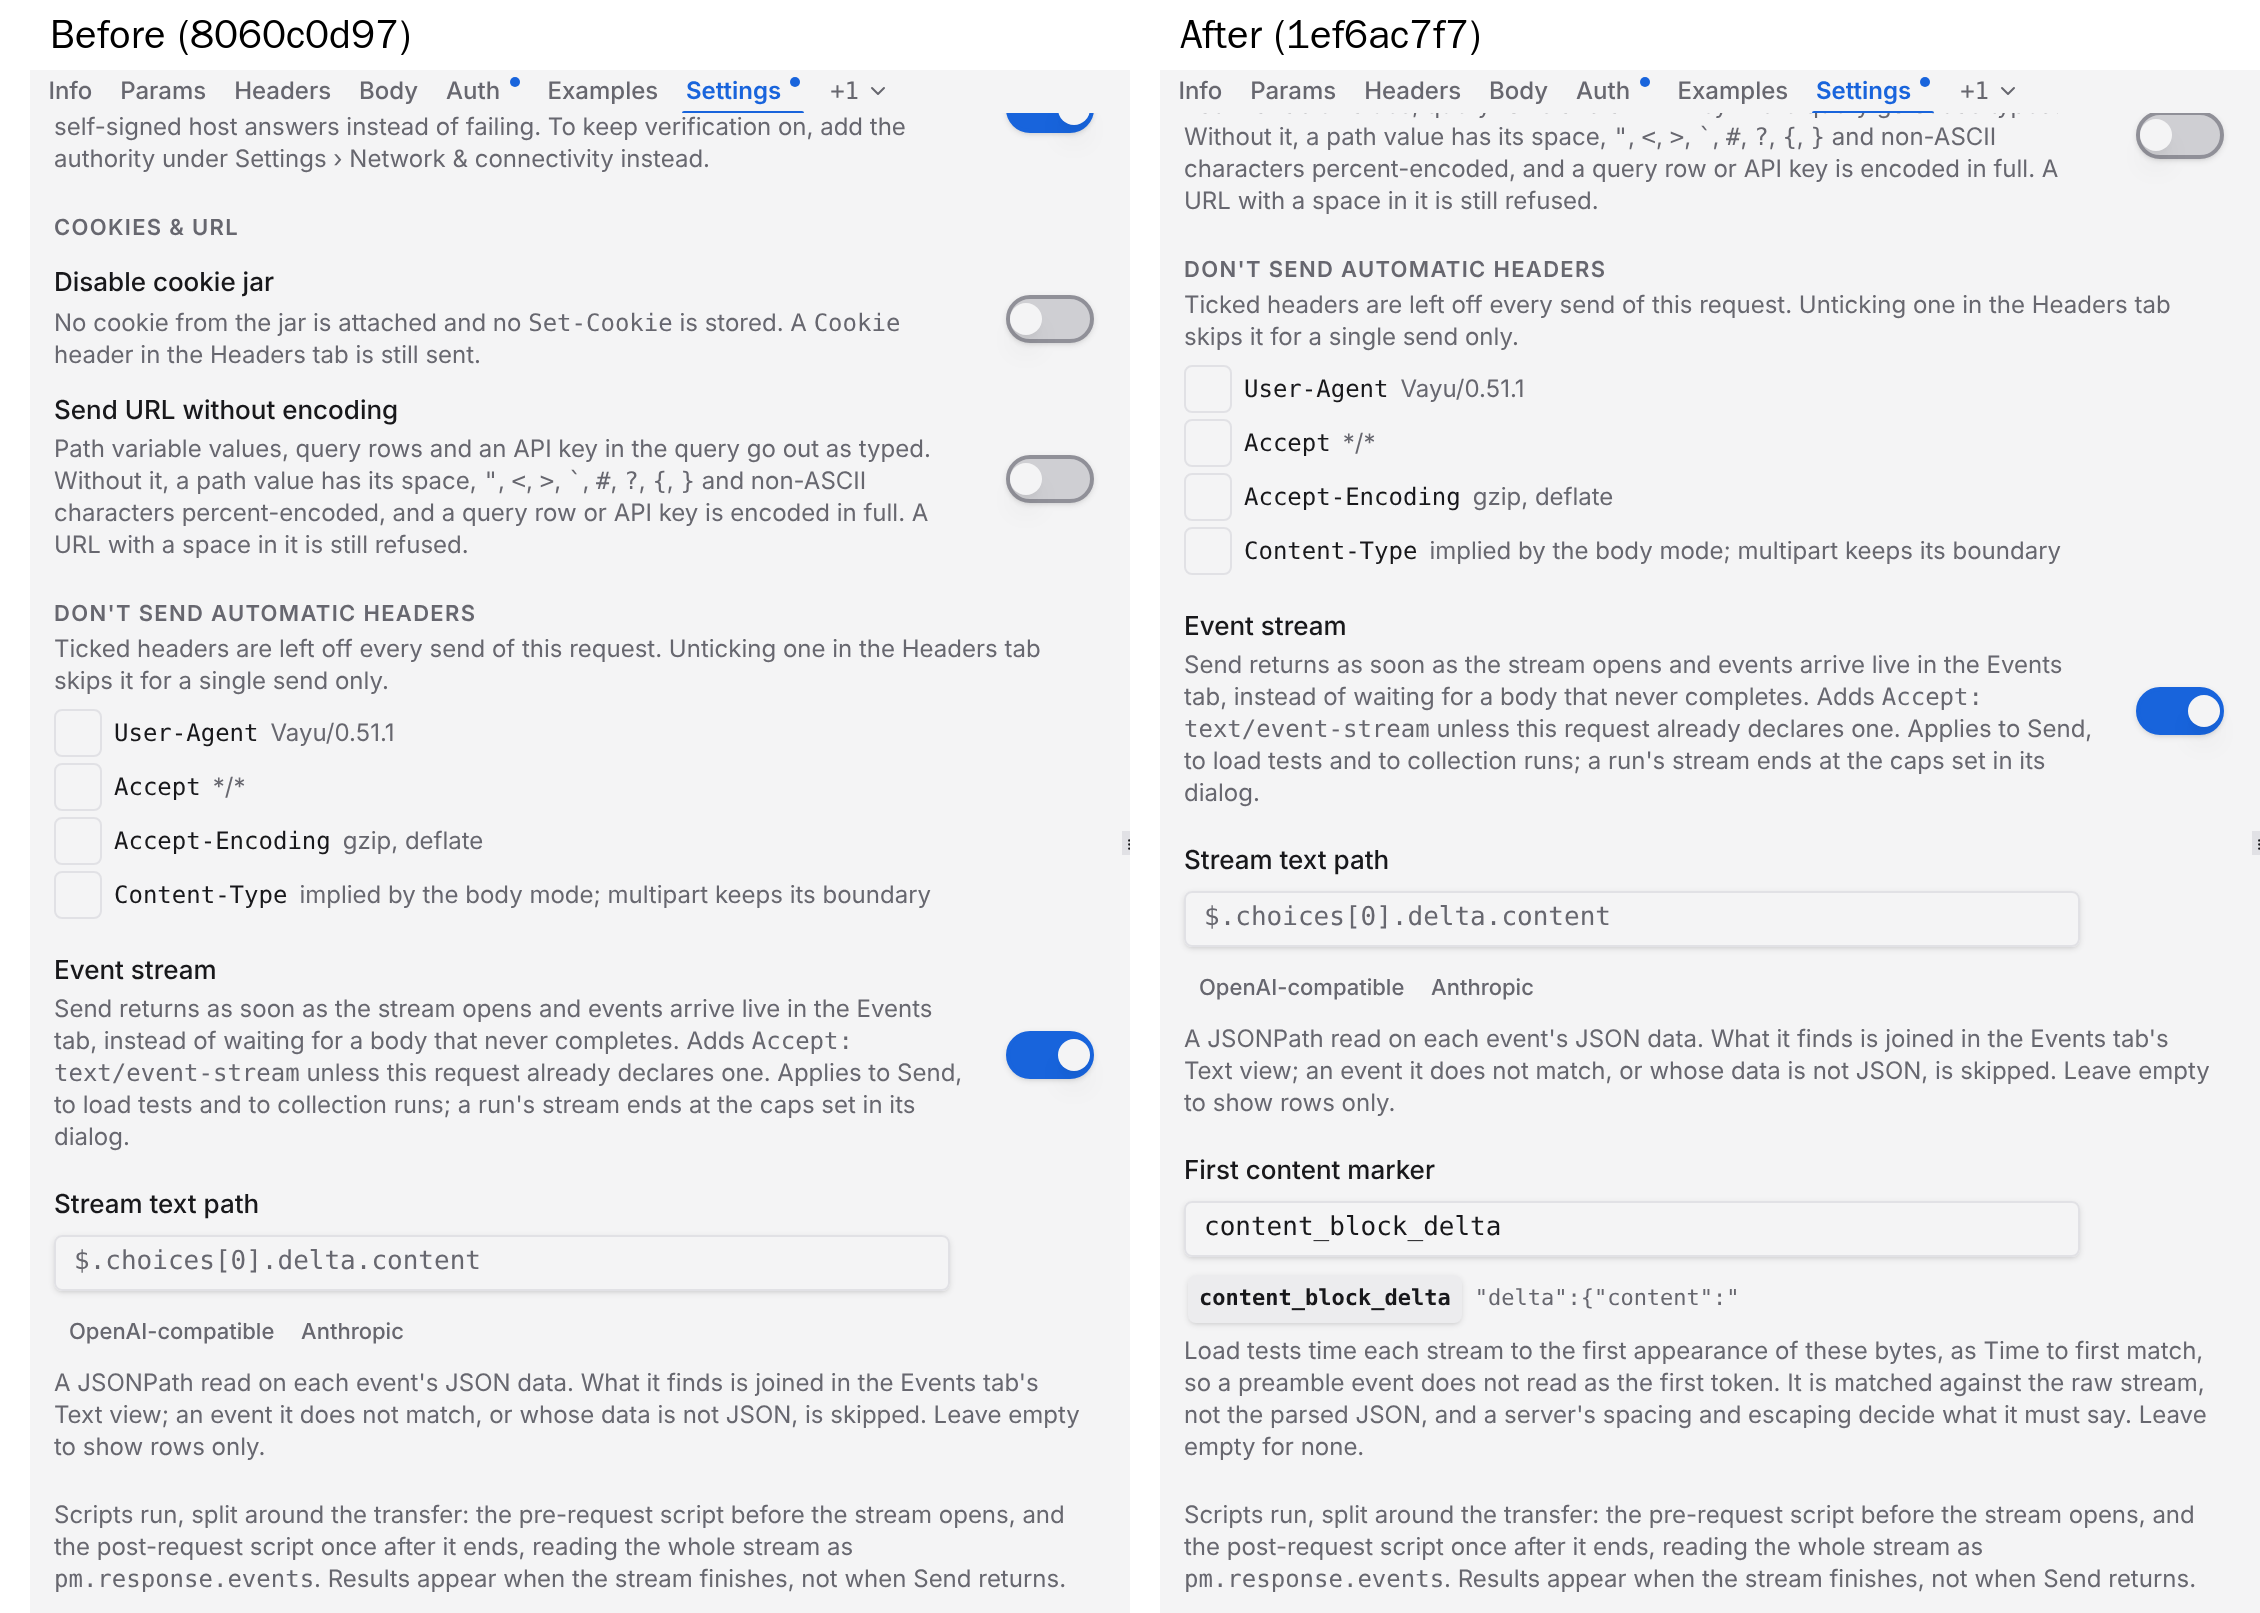 Before (8060c0d97)
Info Params Headers Body Auth Examples Settings +1
self-signed host answers instead of failing. To keep verification on, add the
authority under Settings › Network & connectivity instead.
COOKIES & URL
Disable cookie jar
No cookie from the jar is attached and no Set-Cookie is stored. A Cookie
header in the Headers tab is still sent.
Send URL without encoding
Path variable values, query rows and an API key in the query go out as typed.
Without it, a path value has its space, ", <, >, `, #, ?, {, } and non-ASCII
characters percent-encoded, and a query row or API key is encoded in full. A
URL with a space in it is still refused.
DON'T SEND AUTOMATIC HEADERS
Ticked headers are left off every send of this request. Unticking one in the Headers tab
skips it for a single send only.
User-Agent Vayu/0.51.1
Accept */*
Accept-Encoding gzip, deflate
Content-Type implied by the body mode; multipart keeps its boundary
Event stream
Send returns as soon as the stream opens and events arrive live in the Events
tab, instead of waiting for a body that never completes. Adds Accept:
text/event-stream unless this request already declares one. Applies to Send,
to load tests and to collection runs; a run's stream ends at the caps set in its
dialog.
Stream text path
$.choices[0].delta.content
OpenAI-compatible Anthropic
A JSONPath read on each event's JSON data. What it finds is joined in the Events tab's
Text view; an event it does not match, or whose data is not JSON, is skipped. Leave empty
to show rows only.
Scripts run, split around the transfer: the pre-request script before the stream opens, and
the post-request script once after it ends, reading the whole stream as
pm.response.events. Results appear when the stream finishes, not when Send returns.
After (1ef6ac7f7)
Info Params Headers Body Auth Examples Settings +1
Without it, a path value has its space, ", <, >, `, #, ?, {, } and non-ASCII
characters percent-encoded, and a query row or API key is encoded in full. A
URL with a space in it is still refused.
DON'T SEND AUTOMATIC HEADERS
Ticked headers are left off every send of this request. Unticking one in the Headers tab
skips it for a single send only.
User-Agent Vayu/0.51.1
Accept */*
Accept-Encoding gzip, deflate
Content-Type implied by the body mode; multipart keeps its boundary
Event stream
Send returns as soon as the stream opens and events arrive live in the Events
tab, instead of waiting for a body that never completes. Adds Accept:
text/event-stream unless this request already declares one. Applies to Send,
to load tests and to collection runs; a run's stream ends at the caps set in its
dialog.
Stream text path
$.choices[0].delta.content
OpenAI-compatible Anthropic
A JSONPath read on each event's JSON data. What it finds is joined in the Events tab's
Text view; an event it does not match, or whose data is not JSON, is skipped. Leave empty
to show rows only.
First content marker
content_block_delta
content_block_delta "delta":{"content":"
Load tests time each stream to the first appearance of these bytes, as Time to first match,
so a preamble event does not read as the first token. It is matched against the raw stream,
not the parsed JSON, and a server's spacing and escaping decide what it must say. Leave
empty for none.
Scripts run, split around the transfer: the pre-request script before the stream opens, and
the post-request script once after it ends, reading the whole stream as
pm.response.events. Results appear when the stream finishes, not when Send returns.